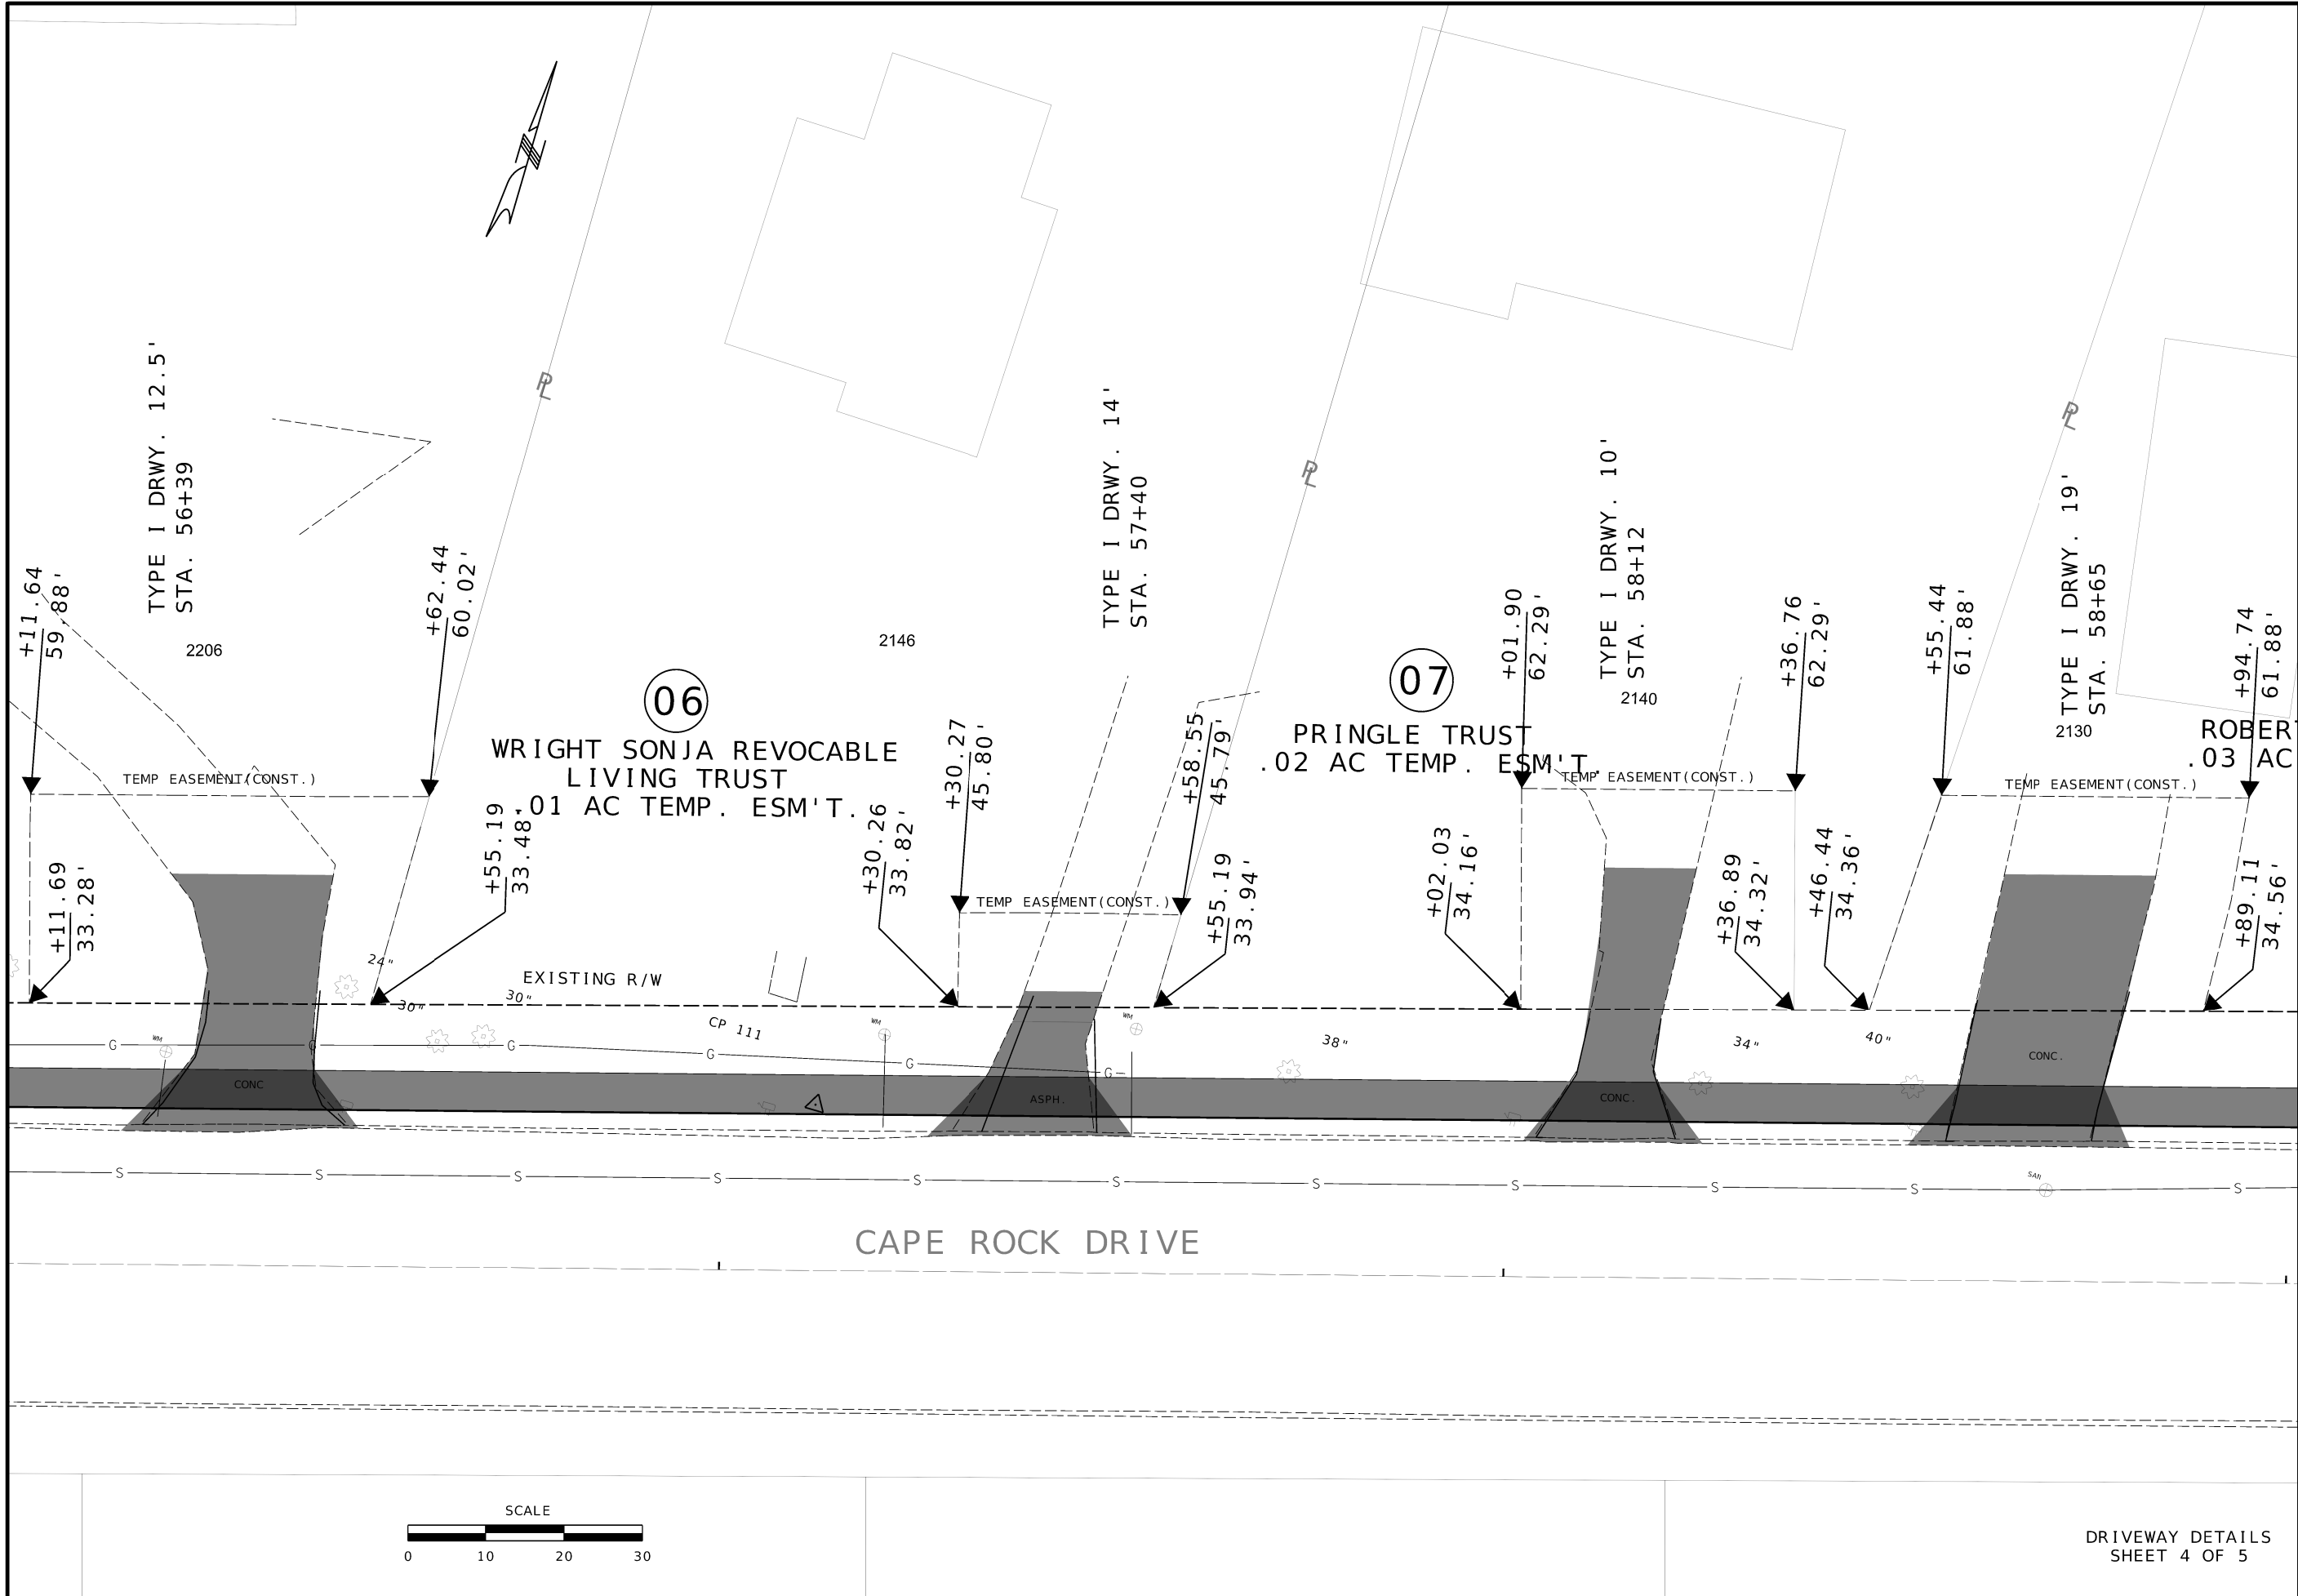 TYPE I DRWY. 12.5'
STA. 56+39
TYPE I DRWY. 14'
STA. 57+40
TYPE I DRWY. 10'
STA. 58+12
TYPE I DRWY. 19'
STA. 58+65
PL
PL
PL
+11.64
59.88'
+62.44
60.02'
+30.27
45.80'
+58.55
45.79'
+01.90
62.29'
+36.76
62.29'
+55.44
61.88'
+94.74
61.88'
2206
2146
2140
2130
06
WRIGHT SONJA REVOCABLE
LIVING TRUST
.01 AC TEMP. ESM'T.
07
PRINGLE TRUST
.02 AC TEMP. ESM'T.
ROBER
.03 AC
TEMP EASEMENT(CONST.)
TEMP EASEMENT(CONST.)
TEMP EASEMENT(CONST.)
TEMP EASEMENT(CONST.)
+11.69
33.28'
+55.19
33.48'
+30.26
33.82'
+55.19
33.94'
+02.03
34.16'
+36.89
34.32'
+46.44
34.36'
+89.11
34.56'
24"
30"
30"
EXISTING R/W
CP 111
38"
34"
40"
WM
WM
WM
G
G
G
G
G
G
CONC
ASPH.
CONC.
CONC.
S
S
S
S
S
S
S
S
S
S
S
SAN
CAPE ROCK DRIVE
SCALE
0 10 20 30
DRIVEWAY DETAILS
SHEET 4 OF 5